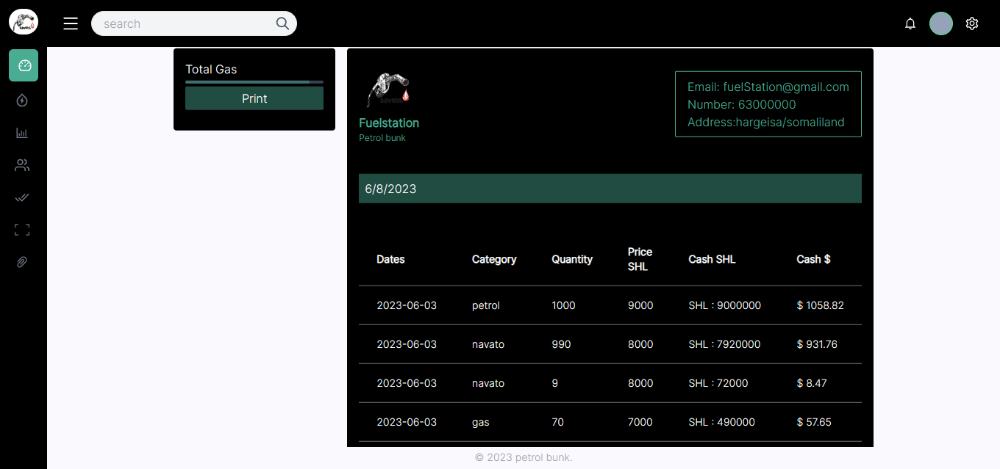 search
Total Gas
Print
Fuelstation
Petrol bunk
Email: fuelStation@gmail.com
Number: 63000000
Address:hargeisa/somaliland
6/8/2023
Dates Category Quantity Price SHL Cash SHL Cash $
2023-06-03 petrol 1000 9000 SHL : 9000000 $ 1058.82
2023-06-03 navato 990 8000 SHL : 7920000 $ 931.76
2023-06-03 navato 9 8000 SHL : 72000 $ 8.47
2023-06-03 gas 70 7000 SHL : 490000 $ 57.65
© 2023 petrol bunk.